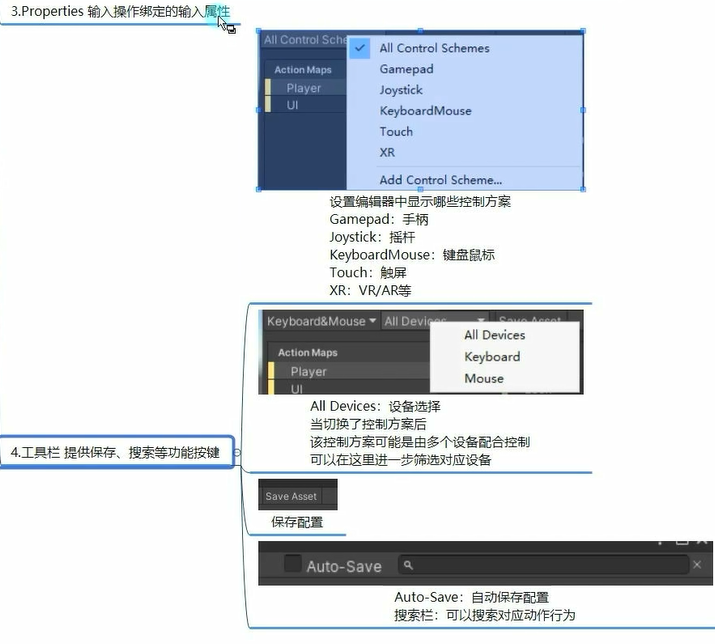 3.Properties 输入操作绑定的输入属性
All Control Sche
All Control Schemes
Action Maps
Gamepad
Player
Joystick
UI
KeyboardMouse
Touch
XR
Add Control Scheme...
设置编辑器中显示哪些控制方案
Gamepad：手柄
Joystick：摇杆
KeyboardMouse：键盘鼠标
Touch：触屏
XR：VR/AR等
Keyboard&Mouse All Devices Save Asset
All Devices
Action Maps
Keyboard
Player
Mouse
UI
All Devices：设备选择
当切换了控制方案后
该控制方案可能是由多个设备配合控制
可以在这里进一步筛选对应设备
4.工具栏 提供保存、搜索等功能按键
Save Asset
保存配置
Auto-Save
Auto-Save：自动保存配置
搜索栏：可以搜索对应动作行为